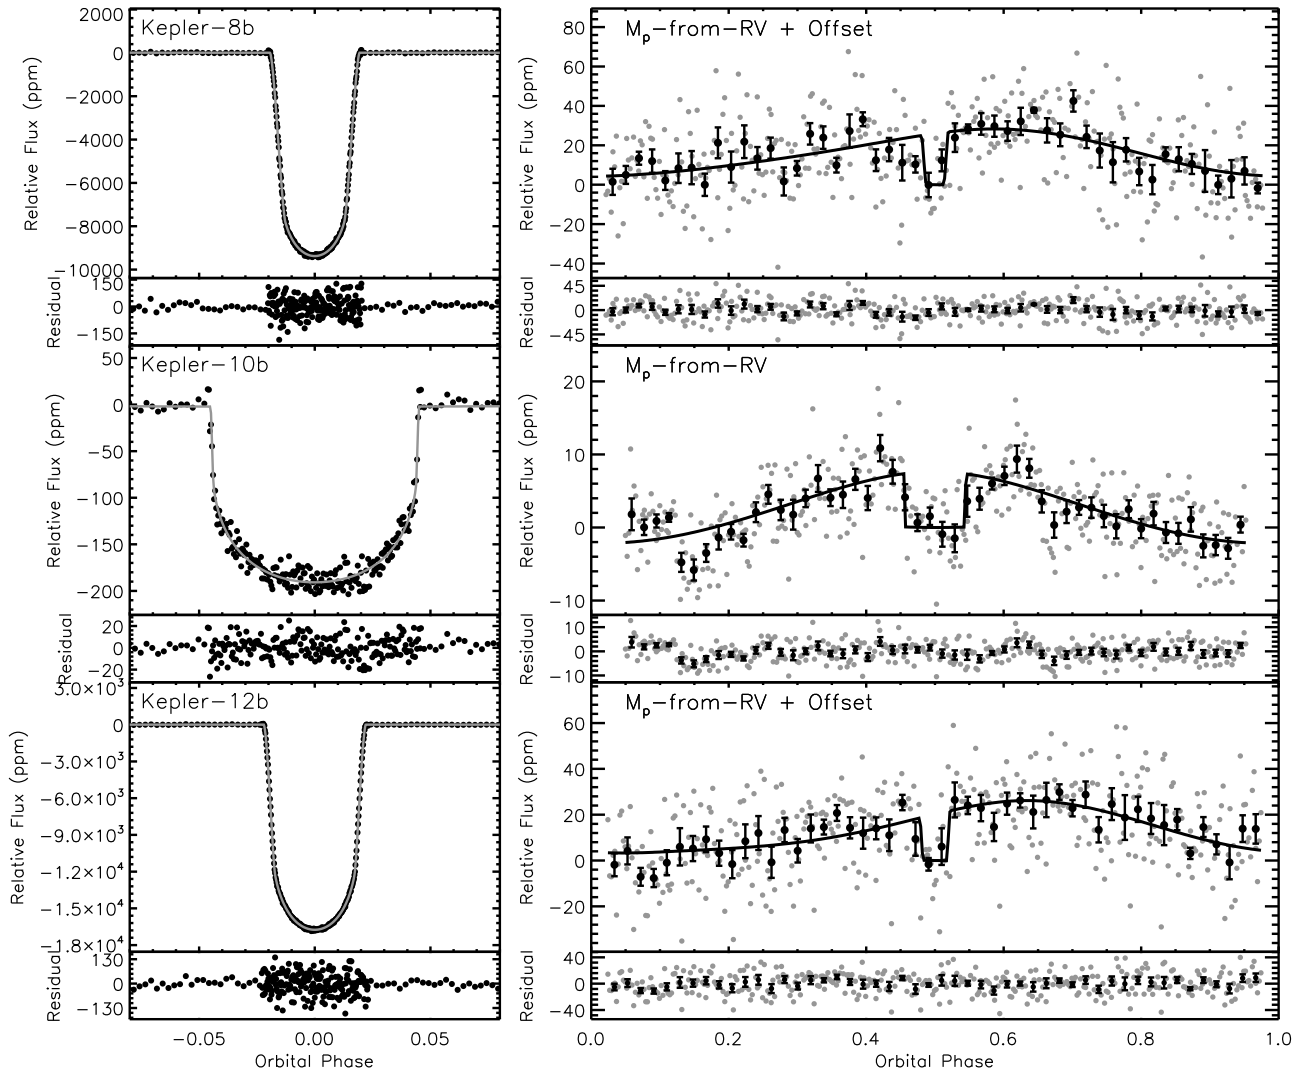 Kepler-8b
Relative Flux (ppm)
2000
0
-2000
-4000
-6000
-8000
-10000
Residual
150
0
-150
M_p-from-RV + Offset
Relative Flux (ppm)
80
60
40
20
0
-20
-40
Residual
45
0
-45
Kepler-10b
Relative Flux (ppm)
50
0
-50
-100
-150
-200
Residual
20
0
-20
M_p-from-RV
Relative Flux (ppm)
20
10
0
-10
Residual
10
0
-10
Kepler-12b
Relative Flux (ppm)
3.0×10³
0
-3.0×10³
-6.0×10³
-9.0×10³
-1.2×10⁴
-1.5×10⁴
-1.8×10⁴
Residual
130
0
-130
-0.05 0.00 0.05
Orbital Phase
M_p-from-RV + Offset
Relative Flux (ppm)
60
40
20
0
-20
Residual
40
0
-40
0.0 0.2 0.4 0.6 0.8 1.0
Orbital Phase